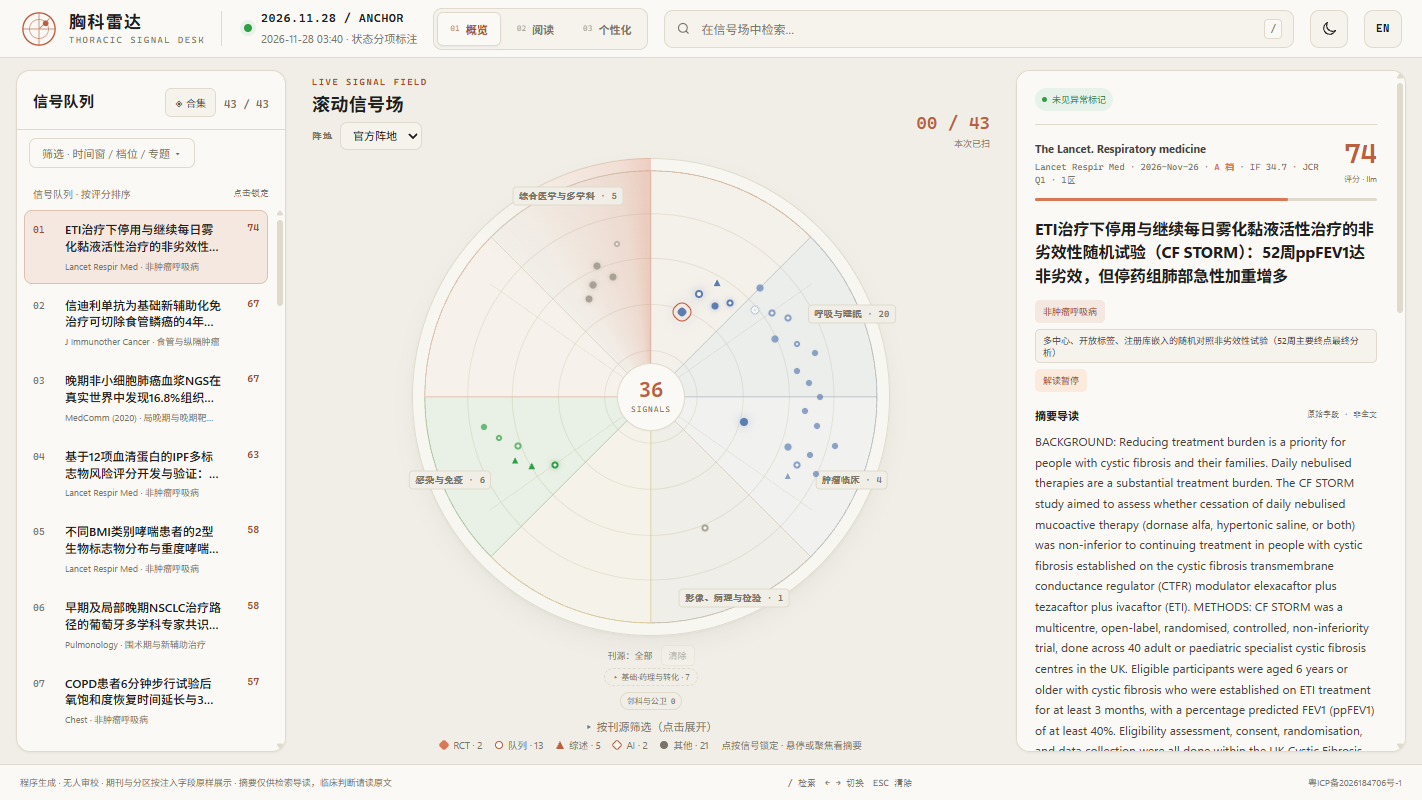 胸科雷达
THORACIC SIGNAL DESK
2026.11.28 / ANCHOR
2026-11-28 03:40 · 状态分项标注
01 概览
02 阅读
03 个性化
在信号场中检索...
/
EN
信号队列
◈ 合集
43 / 43
筛选 · 时间窗 / 档位 / 专题
信号队列 · 按评分排序
点击锁定
01
ETI治疗下停用与继续每日雾
化黏液活性治疗的非劣效性...
74
Lancet Respir Med · 非肿瘤呼吸病
02
信迪利单抗为基础新辅助化免
治疗可切除食管鳞癌的4年...
67
J Immunother Cancer · 食管与纵隔肿瘤
03
晚期非小细胞肺癌血浆NGS在
真实世界中发现16.8%组织...
67
MedComm (2020) · 局晚期与晚期靶...
04
基于12项血清蛋白的IPF多标
志物风险评分开发与验证：...
63
Lancet Respir Med · 非肿瘤呼吸病
05
不同BMI类别哮喘患者的2型
生物标志物分布与重度哮喘...
58
Lancet Respir Med · 非肿瘤呼吸病
06
早期及局部晚期NSCLC治疗路
径的葡萄牙多学科专家共识...
58
Pulmonology · 围术期与新辅助治疗
07
COPD患者6分钟步行试验后
氧饱和度恢复时间延长与3...
57
Chest · 非肿瘤呼吸病
LIVE SIGNAL FIELD
滚动信号场
阵地
官方阵地
00 / 43
本次已扫
综合医学与多学科 · 5
呼吸与睡眠 · 20
感染与免疫 · 6
肿瘤临床 · 4
影像、病理与检验 · 1
36
SIGNALS
刊源：全部
清除
▸ 基础·药理与转化 · 7
邻科与公卫 0
▸ 按刊源筛选（点击展开）
RCT · 2
队列 · 13
综述 · 5
AI · 2
其他 · 21
点按信号锁定 · 悬停或聚焦看摘要
未见异常标记
The Lancet. Respiratory medicine
Lancet Respir Med · 2026-Nov-26 · A 档 · IF 34.7 · JCR
Q1 · 1区
74
评分 · llm
ETI治疗下停用与继续每日雾化黏液活性治疗的非
劣效性随机试验（CF STORM）：52周ppFEV1达
非劣效，但停药组肺部急性加重增多
非肿瘤呼吸病
多中心、开放标签、注册库嵌入的随机对照非劣效性试验（52周主要终点最终分
析）
解读暂停
摘要导读
原始字段 · 非全文
BACKGROUND: Reducing treatment burden is a priority for
people with cystic fibrosis and their families. Daily nebulised
therapies are a substantial treatment burden. The CF STORM
study aimed to assess whether cessation of daily nebulised
mucoactive therapy (dornase alfa, hypertonic saline, or both)
was non-inferior to continuing treatment in people with cystic
fibrosis established on the cystic fibrosis transmembrane
conductance regulator (CTFR) modulator elexacaftor plus
tezacaftor plus ivacaftor (ETI). METHODS: CF STORM was a
multicentre, open-label, randomised, controlled, non-inferiority
trial, done across 40 adult or paediatric specialist cystic fibrosis
centres in the UK. Eligible participants were aged 6 years or
older with cystic fibrosis who were established on ETI treatment
for at least 3 months, with a percentage predicted FEV1 (ppFEV1)
of at least 40%. Eligibility assessment, consent, randomisation,
and data collection were all done within the UK Cystic Fibrosis
程序生成 · 无人审校 · 期刊与分区按注入字段原样展示 · 摘要仅供检索导读，临床判断请读原文
/ 检索 ← → 切换 ESC 清除
粤ICP备2026184706号-1